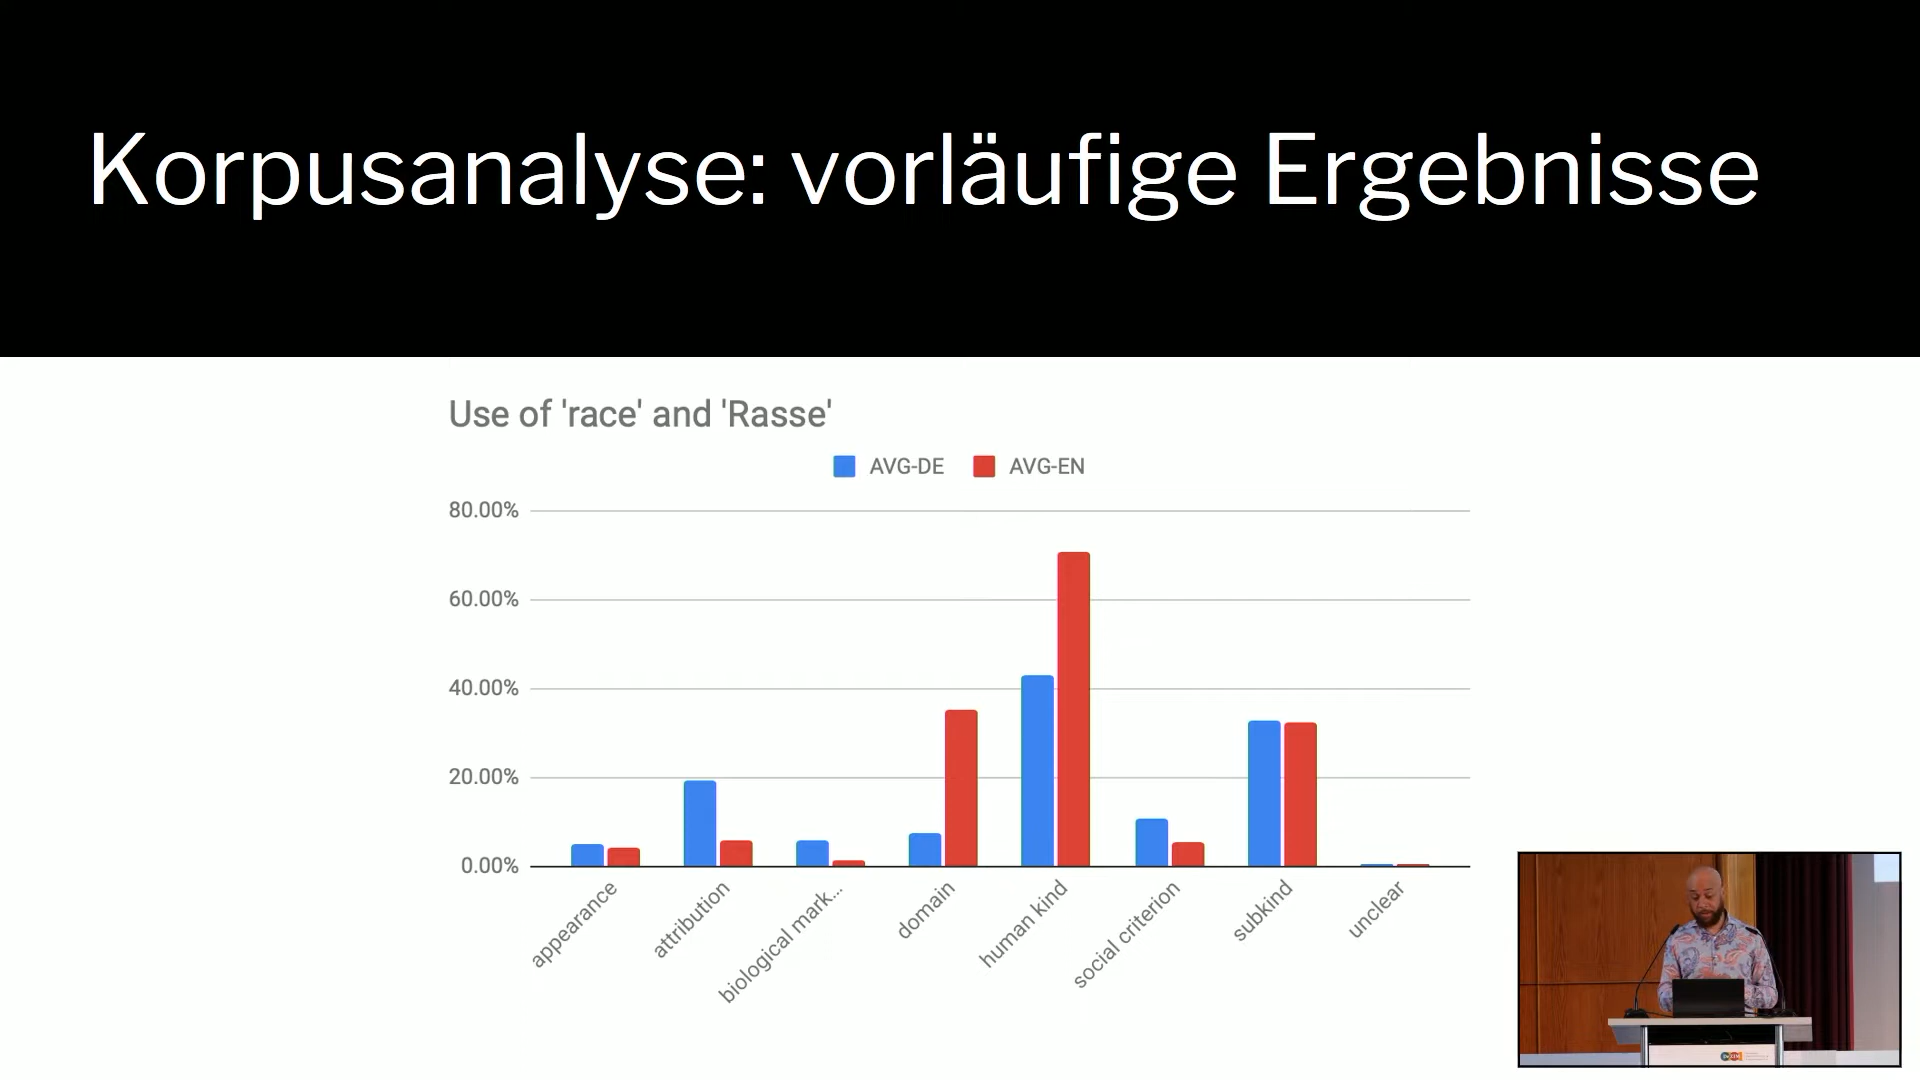 Korpusanalyse: vorläufige Ergebnisse
Use of 'race' and 'Rasse'
AVG-DE AVG-EN
80.00%
60.00%
40.00%
20.00%
0.00%
appearance
attribution
biological mark...
domain
human kind
social criterion
subkind
unclear